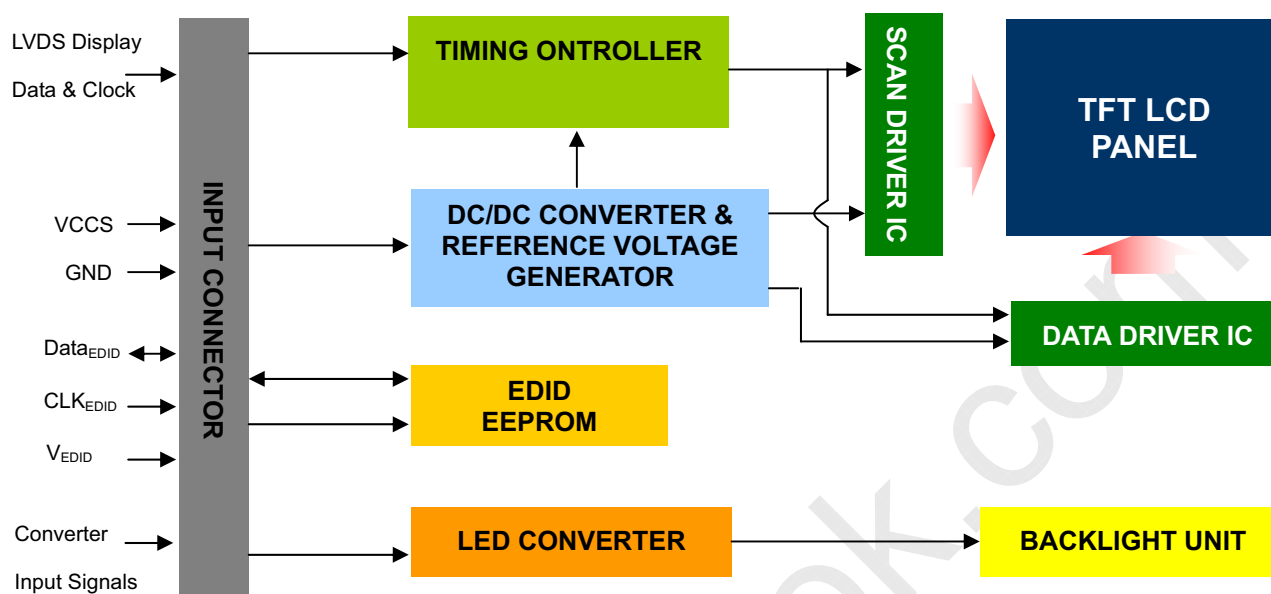 LVDS Display
Data & Clock
VCCS
GND
DataEDID
CLKEDID
VEDID
Converter
Input Signals
INPUT CONNECTOR
TIMING ONTROLLER
DC/DC CONVERTER &
REFERENCE VOLTAGE
GENERATOR
EDID
EEPROM
LED CONVERTER
SCAN DRIVER IC
TFT LCD
PANEL
DATA DRIVER IC
BACKLIGHT UNIT